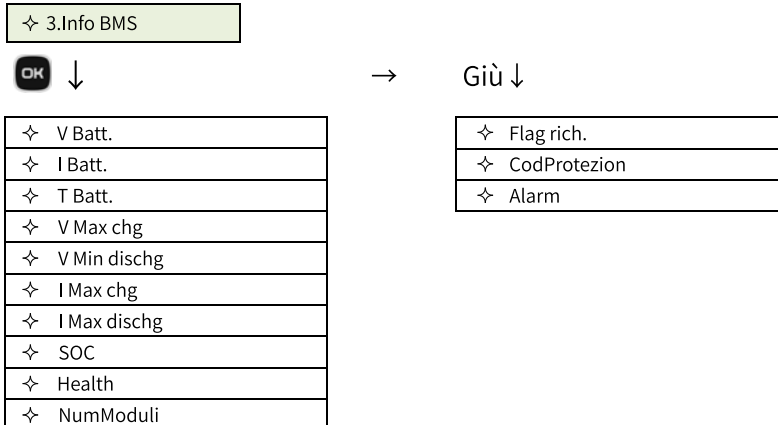 ✧ 3.Info BMS
OK ↓ → Giù ↓
✧ V Batt.
✧ I Batt.
✧ T Batt.
✧ V Max chg
✧ V Min dischg
✧ I Max chg
✧ I Max dischg
✧ SOC
✧ Health
✧ NumModuli
✧ Flag rich.
✧ CodProtezion
✧ Alarm